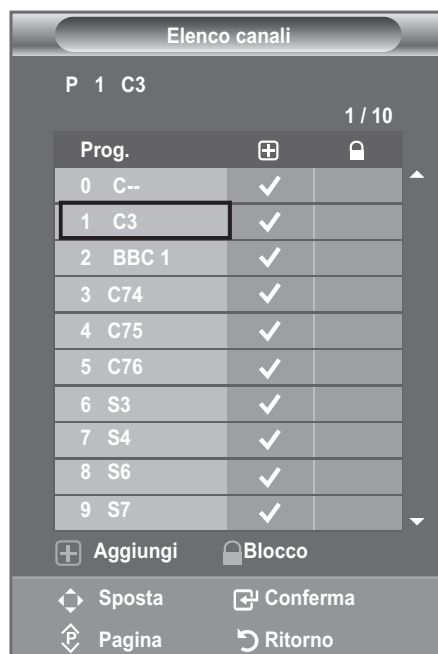 Elenco canali
P 1 C3
1 / 10
Prog.
0 C--
1 C3
2 BBC 1
3 C74
4 C75
5 C76
6 S3
7 S4
8 S6
9 S7
Aggiungi Blocco
Sposta Conferma
P Pagina Ritorno